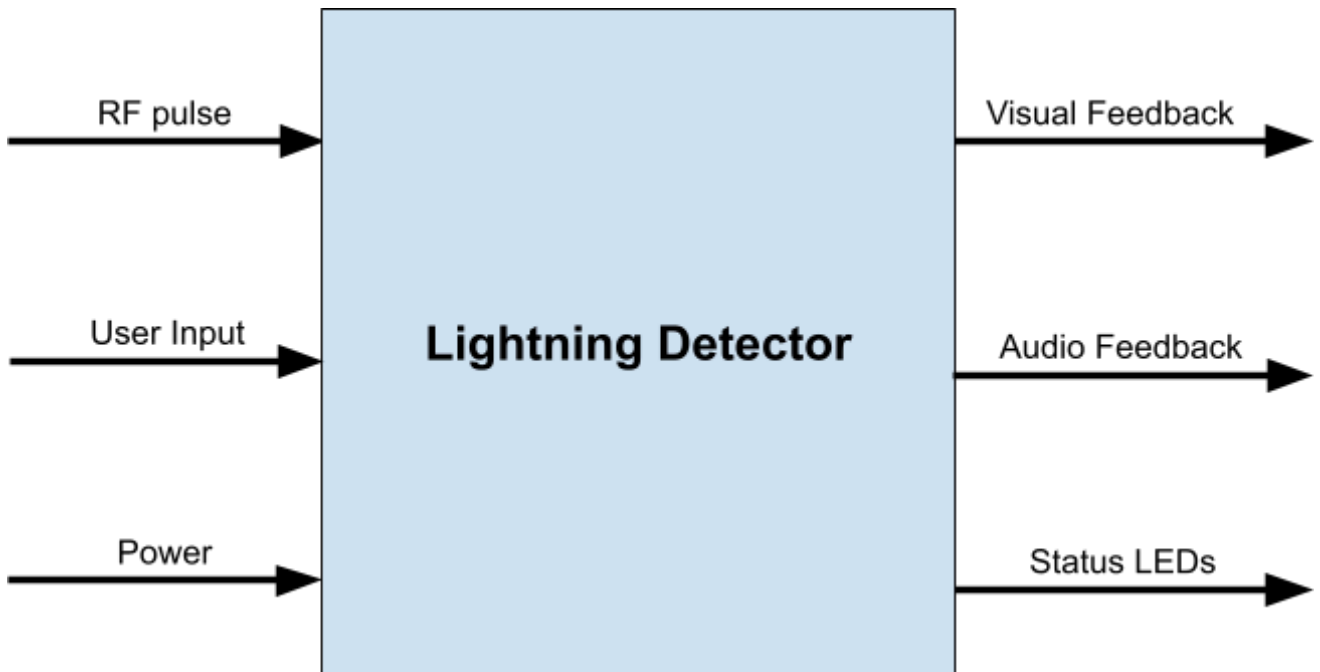 RF pulse
Visual Feedback
User Input
Lightning Detector
Audio Feedback
Power
Status LEDs